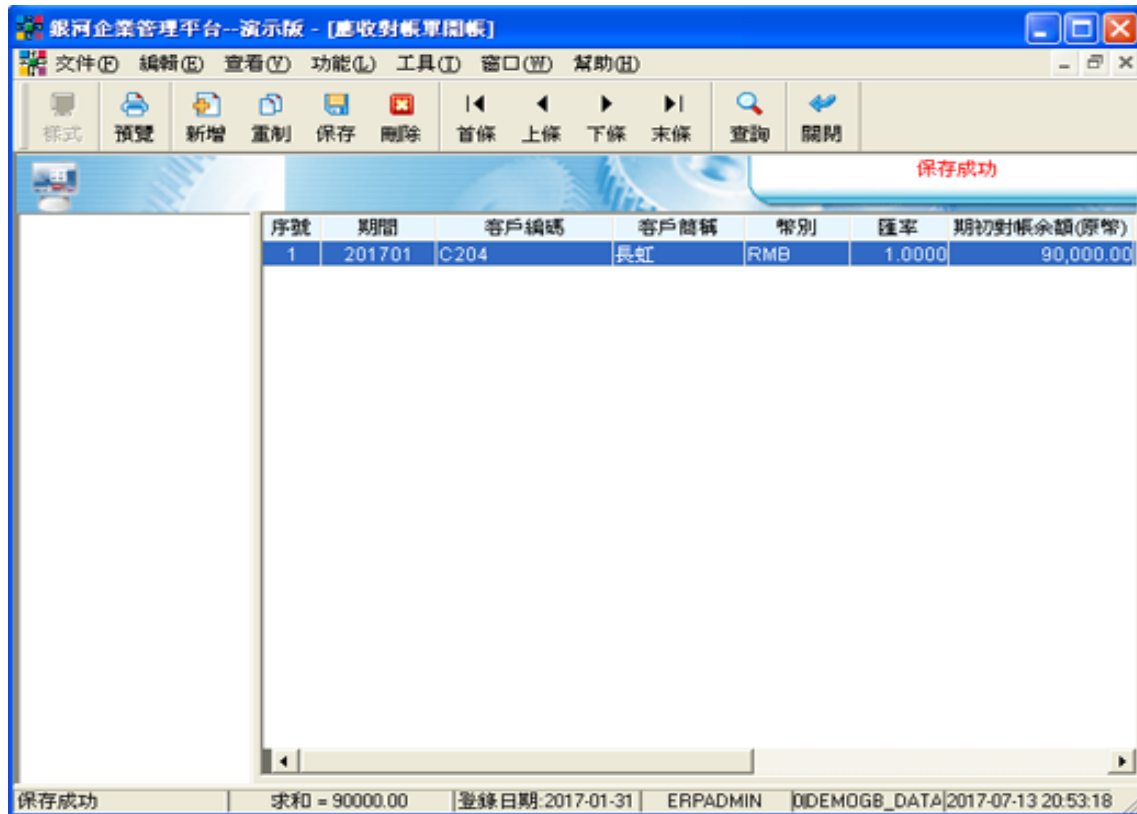 銀河企業管理平台--演示版 - [應收對帳單開帳]
文件(F) 編輯(E) 查看(V) 功能(L) 工具(T) 窗口(W) 幫助(H)
樣式 預覽 新增 重制 保存 刪除 首條 上條 下條 末條 查詢 關閉
保存成功
序號 期間 客戶編碼 客戶簡稱 幣別 匯率 期初對帳余額(原幣)
1 201701 C204 長虹 RMB 1.0000 90,000.00
保存成功 求和 = 90000.00 登錄日期:2017-01-31 ERPADMIN 0|DEMOGB_DATA 2017-07-13 20:53:18